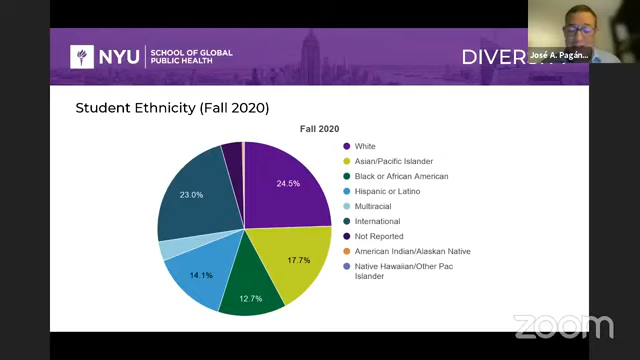 NYU SCHOOL OF GLOBAL
PUBLIC HEALTH
José A. Pagán...
Student Ethnicity (Fall 2020)
Fall 2020
24.5%
17.7%
12.7%
14.1%
23.0%
White
Asian/Pacific Islander
Black or African American
Hispanic or Latino
Multiracial
International
Not Reported
American Indian/Alaskan Native
Native Hawaiian/Other Pac
Islander
zoom